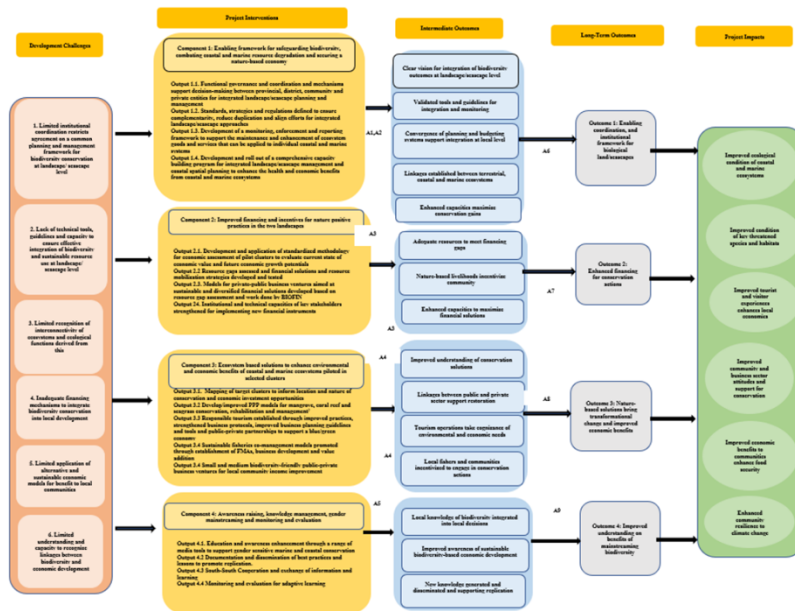 Development Challenges
Project Interventions
Intermediate Outcomes
Long-Term Outcomes
Project Impacts
1. Limited institutional
coordination restricts
agreement on a common
planning and management
framework for
biodiversity conservation
at landscape/ seascape
level
2. Lack of technical tools,
guidelines and capacity to
ensure effective
integration of biodiversity
and sustainable resource
use at landscape/ seascape
level
3. Limited recognition of
interconnectivity of
ecosystems and ecological
functions derived from
this
4. Inadequate financing
mechanisms to integrate
biodiversity conservation
into local development
5. Limited application of
alternative and
sustainable economic
models for benefit to local
communities
6. Limited
understanding and
capacity to recognize
linkages between
biodiversity and
economic development
Component 1: Enabling framework for safeguarding biodiversity,
combating coastal and marine resource degradation and securing a
nature-based economy
Output 1.1. Functional governance and coordination and mechanisms
support decision-making between provincial, district, community and
private entities for integrated landscape/seascape planning and
management
Output 1.2. Standards, strategies and regulations defined to ensure
complementarity, reduce duplication and align efforts for integrated
landscape/seascape approaches
Output 1.3. Development of a monitoring, enforcement and reporting
framework to support the maintenance and enhancement of ecosystem
goods and services that can be applied to individual coastal and marine
systems
Output 1.4. Development and roll out of a comprehensive capacity
building program for integrated landscape/seascape management and
coastal spatial planning to enhance the health and economic benefits
from coastal and marine ecosystems
Component 2: Improved financing and incentives for nature positive
practices in the two landscapes
Output 2.1. Development and application of standardized methodology
for economic assessment of pilot clusters to evaluate current state of
economic value and future economic growth potentials
Output 2.2 Resource gaps assessed and financial solutions and resource
mobilization strategies developed and tested
Output 2.3. Models for private-public business ventures aimed at
sustainable and diversified financial solutions developed based on
resource gap assessment and work done by BIOFIN
Output 24. Institutional and technical capacities of key stakeholders
strengthened for implementing new financial instruments
Component 3: Ecosystem based solutions to enhance environmental
and economic benefits of coastal and marine ecosystems piloted in
selected clusters
Output 3.1. Mapping of target clusters to inform location and nature of
conservation and economic investment opportunities
Output 3.2 Develop/improved PPP models for mangrove, coral reef and
seagrass conservation, rehabilitation and management
Output 3.3 Responsible tourism established through improved practices,
strengthened business protocols, improved business planning guidelines
and tools and public-private partnerships to support a blue/green
economy
Output 3.4 Sustainable fisheries co-management models promoted
through establishment of FMAs, business development and value
addition
Output 3.4 Small and medium biodiversity-friendly public-private
business ventures for local community income improvement
Component 4: Awareness raising, knowledge management, gender
mainstreaming and monitoring and evaluation
Output 4.1. Education and awareness enhancement through a range of
media tools to support gender sensitive marine and coastal conservation
Output 4.2 Documentation and dissemination of best practices and
lessons to promote replication.
Output 4.3 South-South Cooperation and exchange of information and
learning
Output 4.4 Monitoring and evaluation for adaptive learning
A1,A2
A3
A3
A4
A4
A5
Clear vision for integration of biodiversity
outcomes at landscape/seascape level
Validated tools and guidelines for
integration and monitoring
Convergence of planning and budgeting
systems support integration at local level
Linkages established between terrestrial,
coastal and marine ecosystems
Enhanced capacities maximize
conservation gains
Adequate resources to meet financing
gaps
Nature-based livelihoods incentivize
community
Enhanced capacities to maximize
financial solutions
Improved understanding of conservation
solutions
Linkages between public and private
sector support restoration
Tourism operations take cognizance of
environmental and economic needs
Local fishers and communities
incentivized to engage in conservation
actions
Local knowledge of biodiversity integrated
into local decisions
Improved awareness of sustainable
biodiversity-based economic development
New knowledge generated and
disseminated and supporting replication
A6
A7
A8
A9
Outcome 1: Enabling
coordination, and
institutional
framework for
biological
land/seascapes
Outcome 2:
Enhanced financing for
conservation actions
Outcome 3: Nature-
based solutions bring
transformational
change and improved
economic benefits
Outcome 4: Improved
understanding on
benefits of
mainstreaming
biodiversity
Improved ecological
condition of coastal
and marine
ecosystems
Improved condition
of key threatened
species and habitats
Improved tourist
and visitor
experiences
enhances local
economies
Improved
community and
business sector
attitudes and
support for
conservation
Improved economic
benefits to
communities
enhance food
security
Enhanced
community
resilience to
climate change